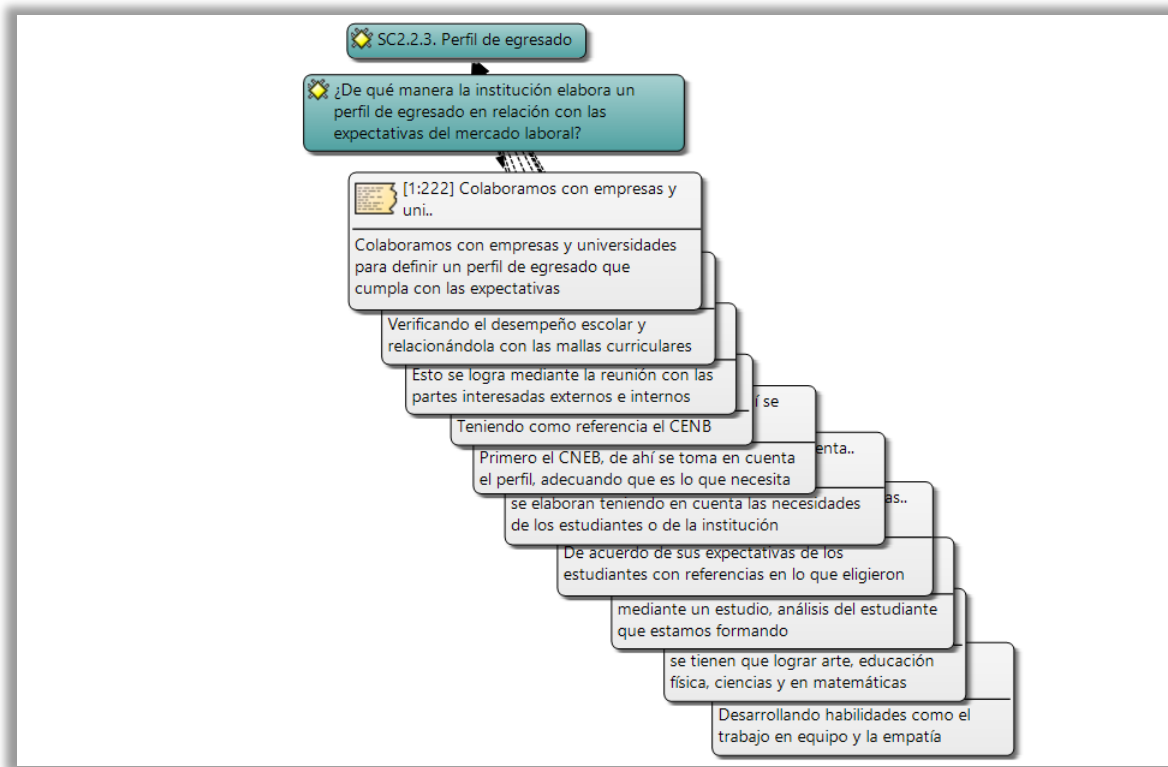 SC2.2.3. Perfil de egresado
¿De qué manera la institución elabora un
perfil de egresado en relación con las
expectativas del mercado laboral?
[1:222] Colaboramos con empresas y
uni..
Colaboramos con empresas y universidades
para definir un perfil de egresado que
cumpla con las expectativas
Verificando el desempeño escolar y
relacionándola con las mallas curriculares
Esto se logra mediante la reunión con las
partes interesadas externos e internos
í se
Teniendo como referencia el CENB
enta..
Primero el CNEB, de ahí se toma en cuenta
el perfil, adecuando que es lo que necesita
as..
se elaboran teniendo en cuenta las necesidades
de los estudiantes o de la institución
De acuerdo de sus expectativas de los
estudiantes con referencias en lo que eligieron
mediante un estudio, análisis del estudiante
que estamos formando
se tienen que lograr arte, educación
física, ciencias y en matemáticas
Desarrollando habilidades como el
trabajo en equipo y la empatía